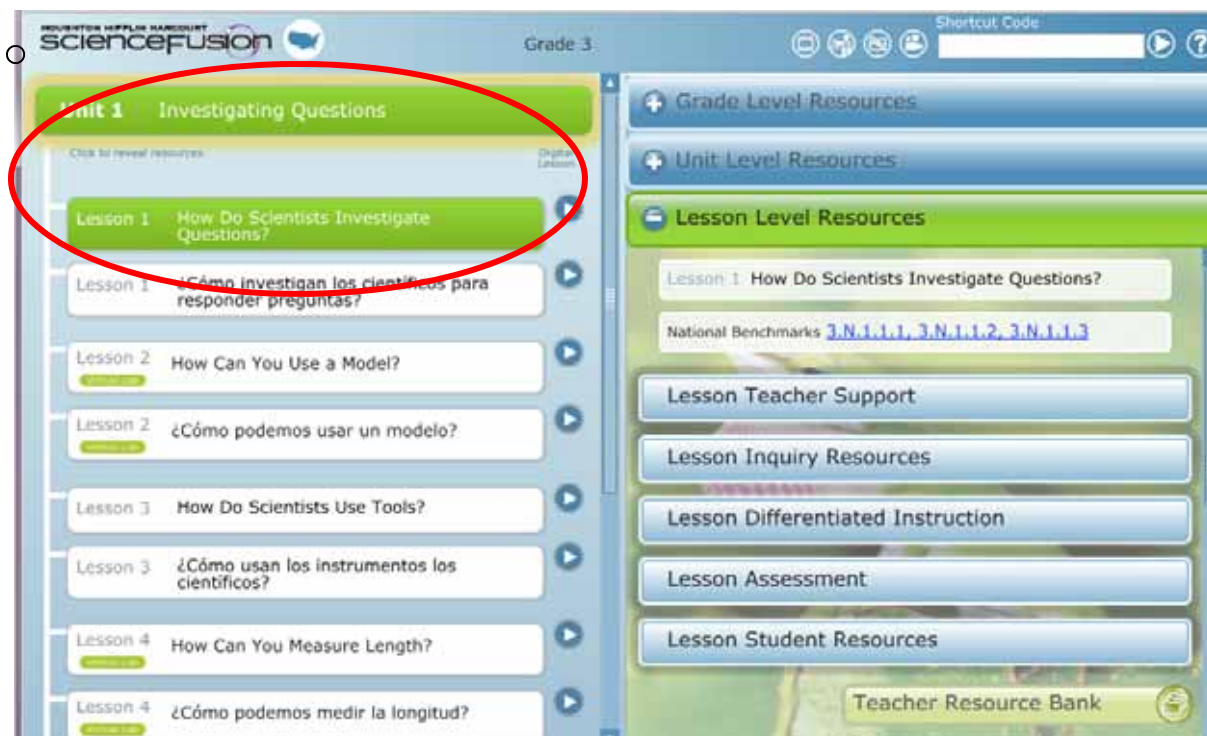 HOUGHTON MIFFLIN HARCOURT
scienceFusion
Grade 3
Shortcut Code
Unit 1 Investigating Questions
Click to reveal resources
Digital
Lesson
Lesson 1 How Do Scientists Investigate
Questions?
Lesson 1 ¿Cómo investigan los científicos para
responder preguntas?
Lesson 2 How Can You Use a Model?
Lesson 2 ¿Cómo podemos usar un modelo?
Lesson 3 How Do Scientists Use Tools?
Lesson 3 ¿Cómo usan los instrumentos los
científicos?
Lesson 4 How Can You Measure Length?
Lesson 4 ¿Cómo podemos medir la longitud?
Grade Level Resources
Unit Level Resources
Lesson Level Resources
Lesson 1 How Do Scientists Investigate Questions?
National Benchmarks 3.N.1.1.1, 3.N.1.1.2, 3.N.1.1.3
Lesson Teacher Support
Lesson Inquiry Resources
Lesson Differentiated Instruction
Lesson Assessment
Lesson Student Resources
Teacher Resource Bank